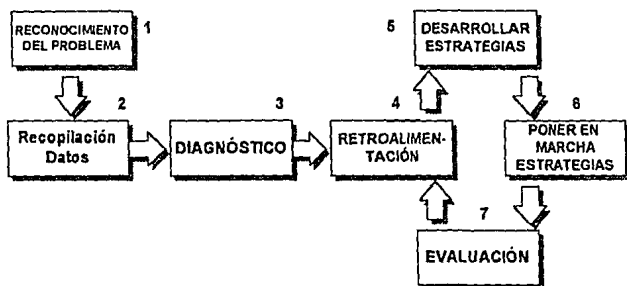 RECONOCIMIENTO
DEL PROBLEMA
1
2
Recopilación
Datos
3
DIAGNÓSTICO
4
RETROALIMEN-
TACIÓN
5
DESARROLLAR
ESTRATEGIAS
6
PONER EN
MARCHA
ESTRATEGIAS
7
EVALUACIÓN